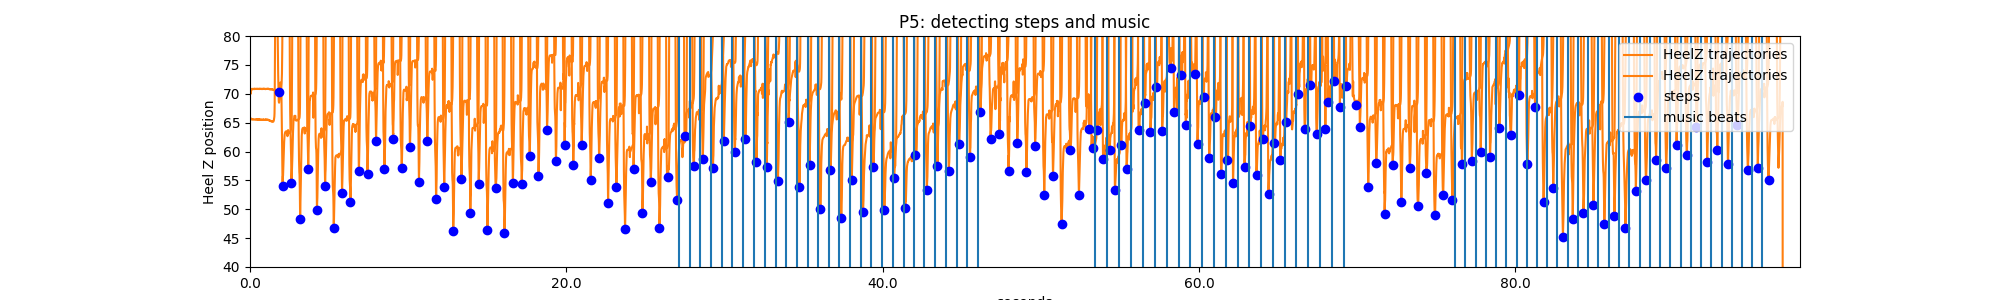 P5: detecting steps and music
80
75
70
65
60
55
50
45
40
Heel Z position
HeelZ trajectories
HeelZ trajectories
steps
music beats
0.0 20.0 40.0 60.0 80.0